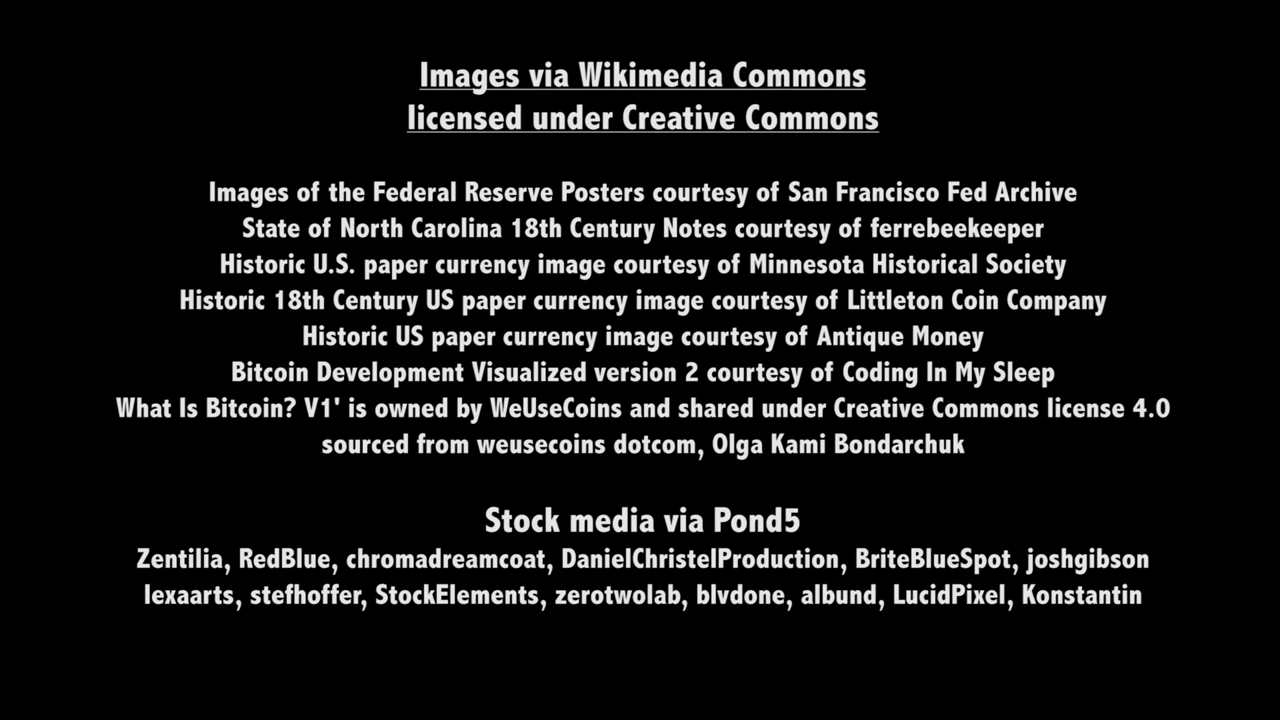 Images via Wikimedia Commons
licensed under Creative Commons
Images of the Federal Reserve Posters courtesy of San Francisco Fed Archive
State of North Carolina 18th Century Notes courtesy of ferrebeekeeper
Historic U.S. paper currency image courtesy of Minnesota Historical Society
Historic 18th Century US paper currency image courtesy of Littleton Coin Company
Historic US paper currency image courtesy of Antique Money
Bitcoin Development Visualized version 2 courtesy of Coding In My Sleep
What Is Bitcoin? V1' is owned by WeUseCoins and shared under Creative Commons license 4.0
sourced from weusecoins dotcom, Olga Kami Bondarchuk
Stock media via Pond5
Zentilia, RedBlue, chromadreamcoat, DanielChristelProduction, BriteBlueSpot, joshgibson
lexaarts, stefhoffer, StockElements, zerotwolab, blvdone, albund, LucidPixel, Konstantin